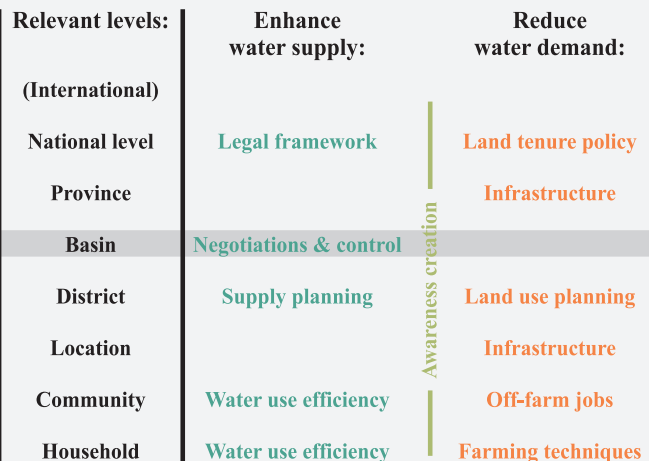 Relevant levels:
Enhance
water supply:
Reduce
water demand:
(International)
National level
Legal framework
Land tenure policy
Province
Infrastructure
Basin
Negotiations & control
Awareness creation
District
Supply planning
Land use planning
Location
Infrastructure
Community
Water use efficiency
Off-farm jobs
Household
Water use efficiency
Farming techniques